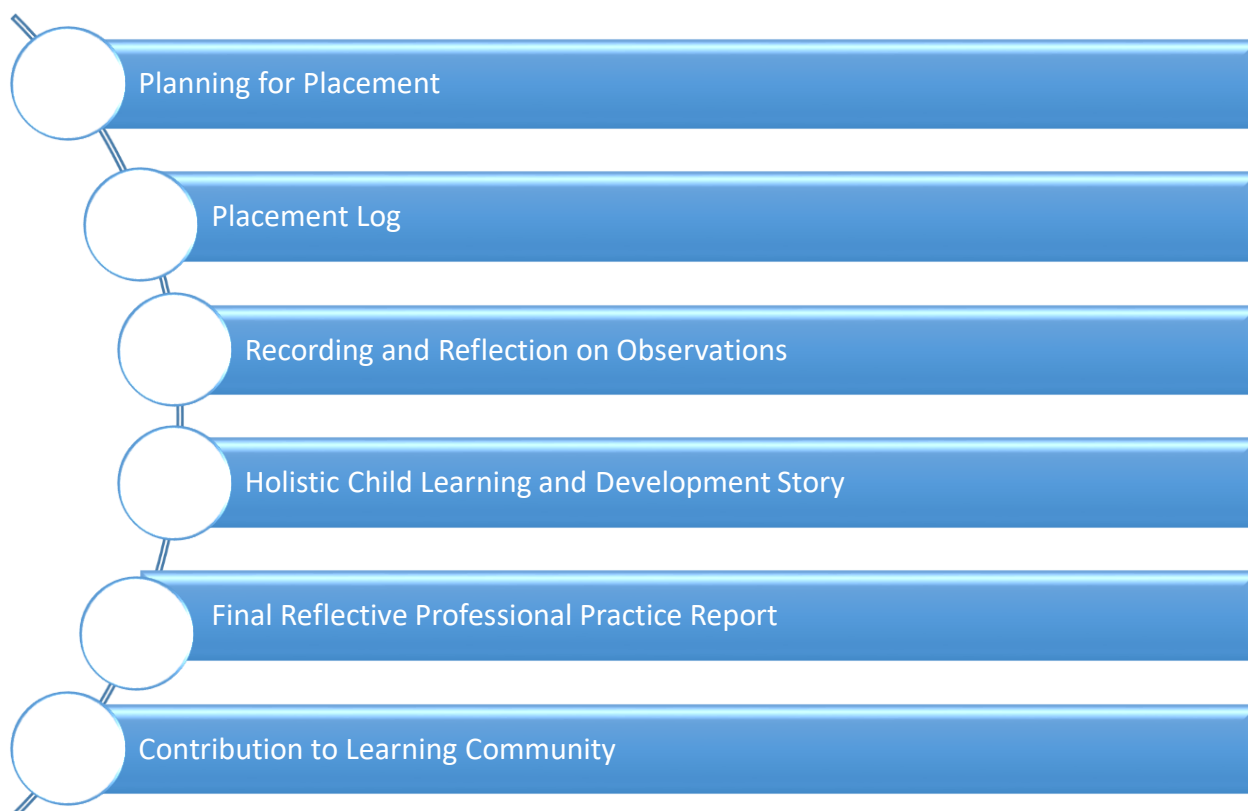 Planning for Placement
Placement Log
Recording and Reflection on Observations
Holistic Child Learning and Development Story
Final Reflective Professional Practice Report
Contribution to Learning Community